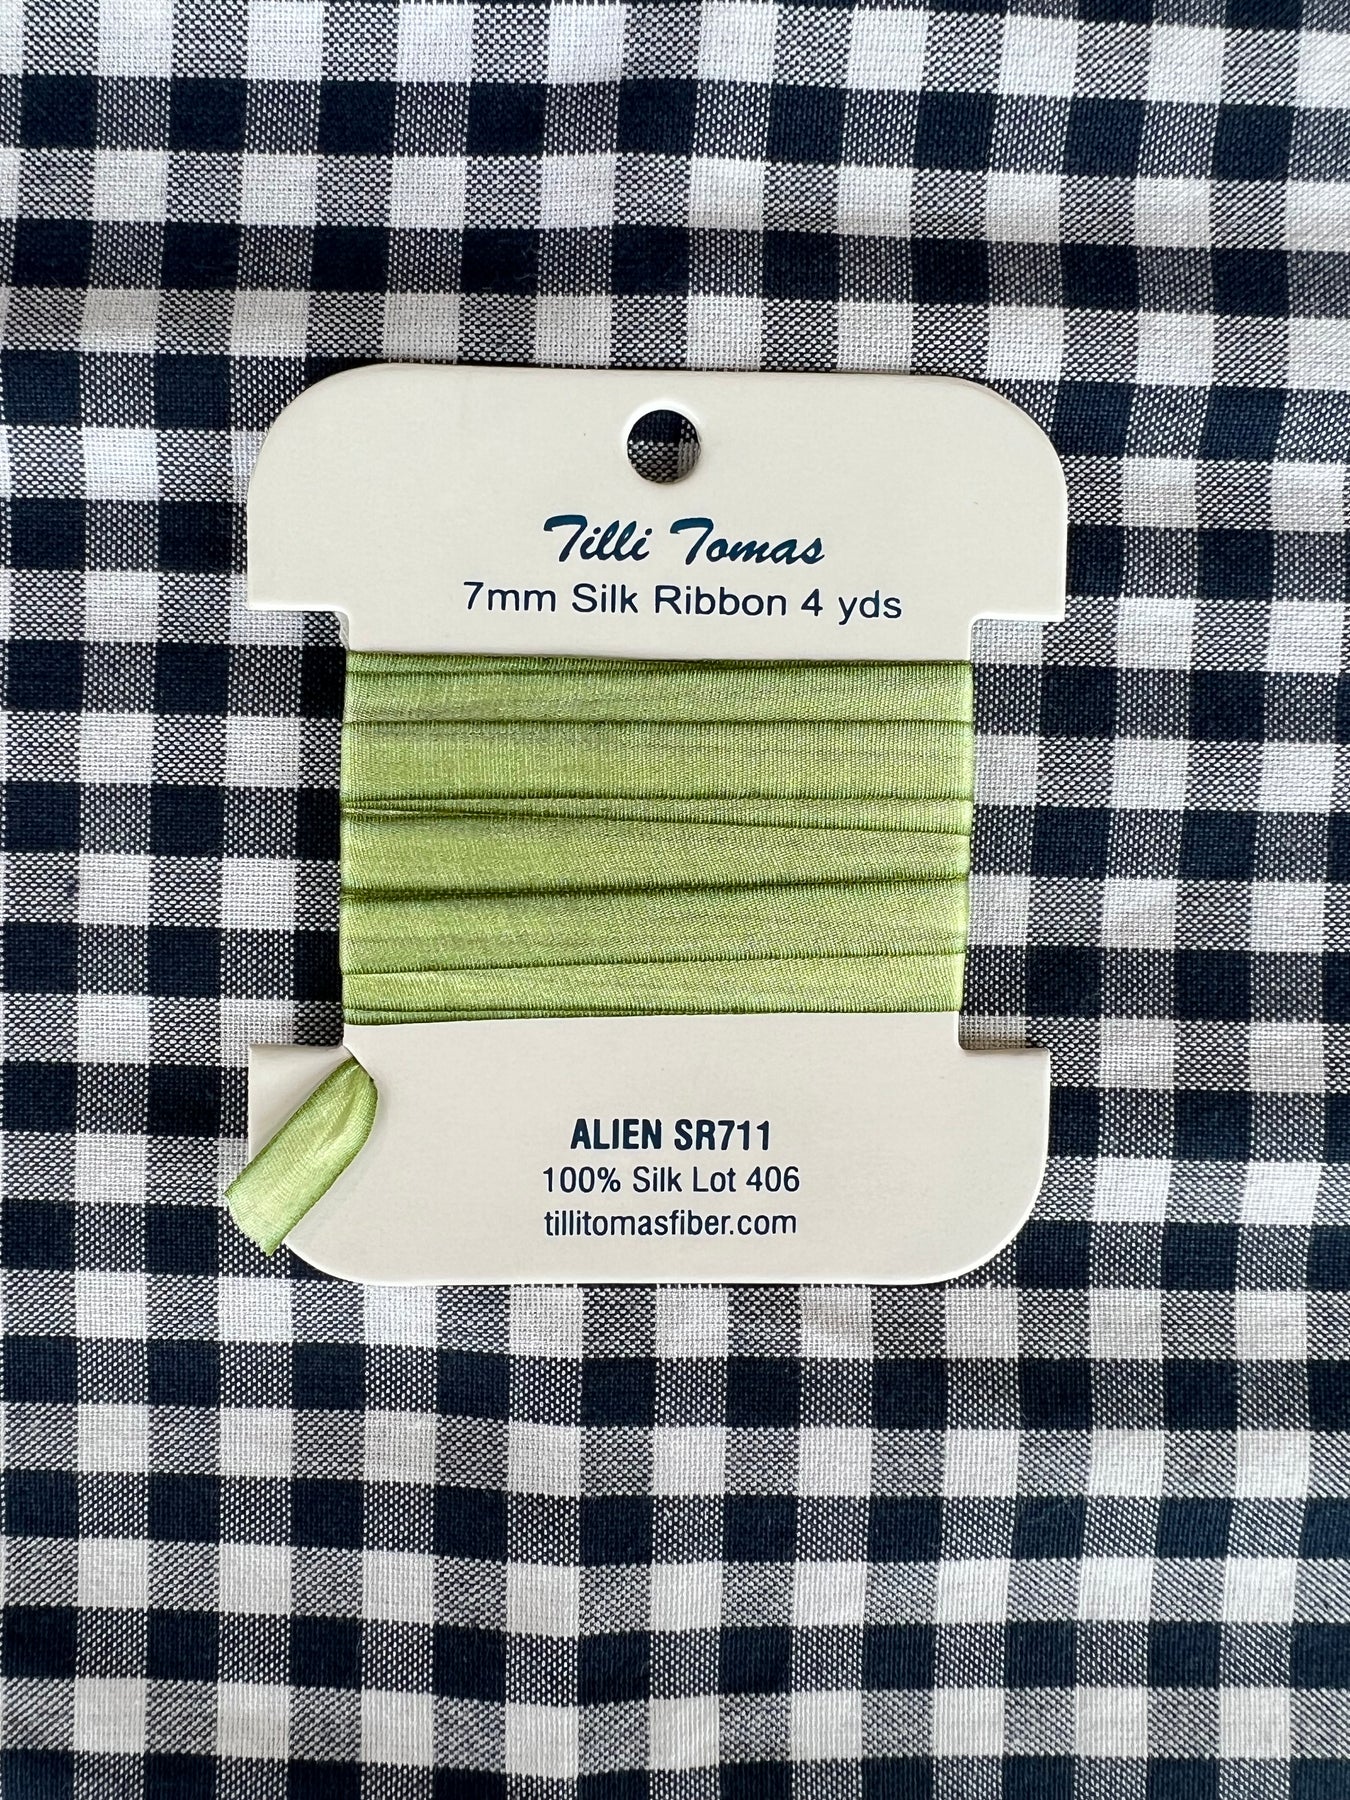 Tilli Tomas
7mm Silk Ribbon 4 yds
ALIEN SR711
100% Silk Lot 406
tillitomasfiber.com